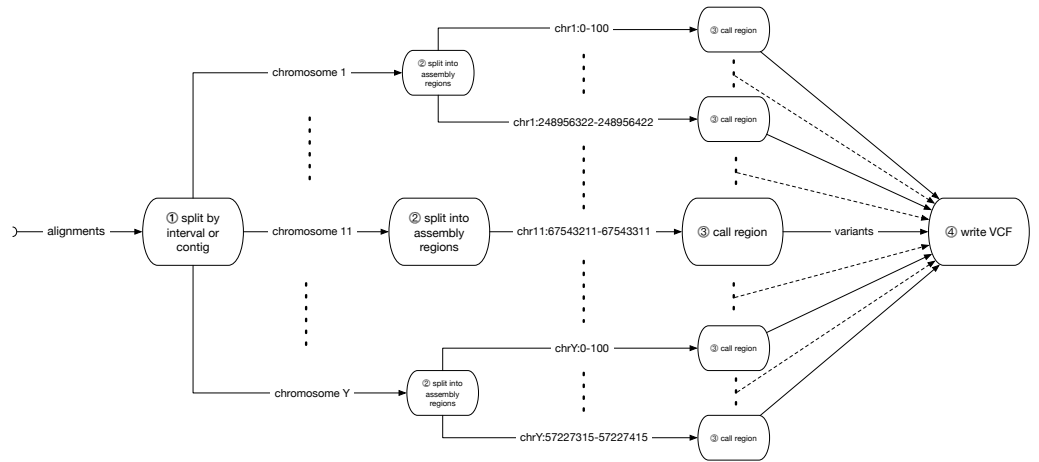 chr1:0-100
③ call region
② split into
assembly
regions
chromosome 1
chr1:248956322-248956422
③ call region
alignments
① split by
interval or
contig
chromosome 11
② split into
assembly
regions
chr11:67543211-67543311
③ call region
variants
④ write VCF
chrY:0-100
③ call region
chromosome Y
② split into
assembly
regions
chrY:57227315-57227415
③ call region